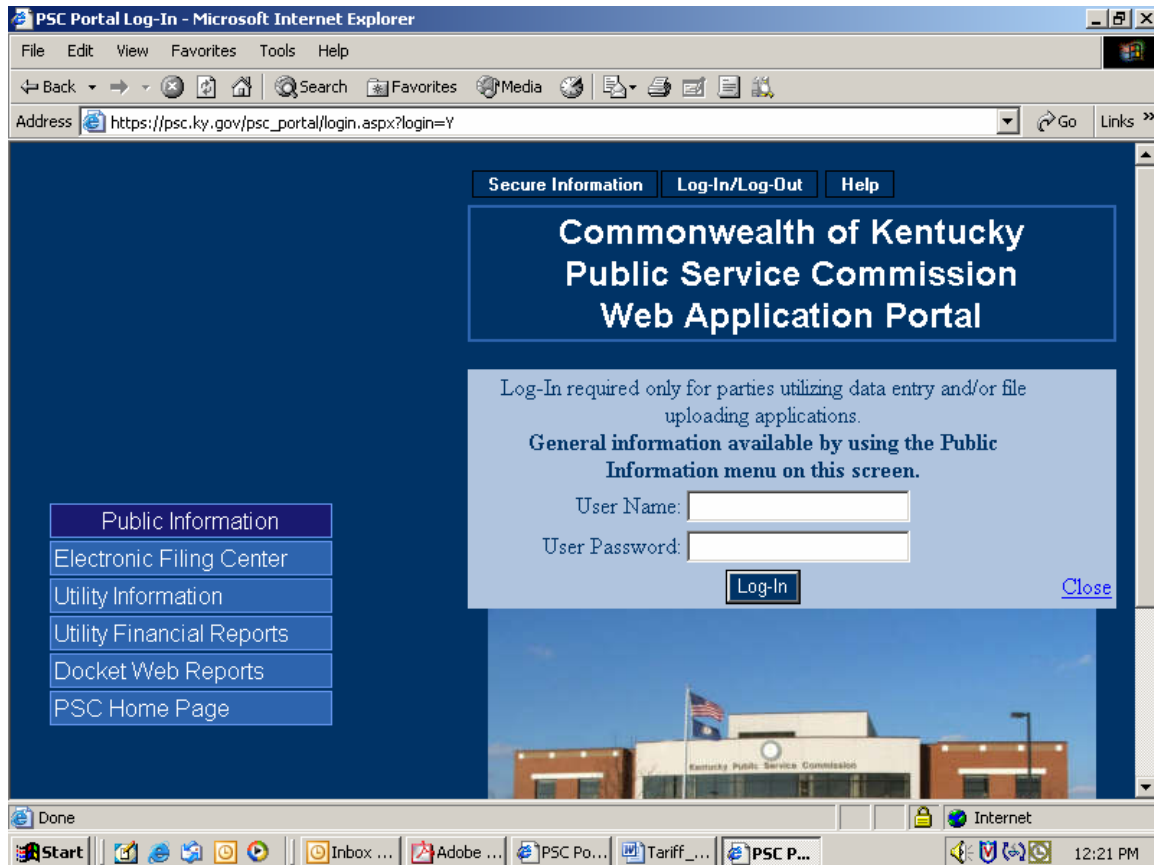 PSC Portal Log-In - Microsoft Internet Explorer
File Edit View Favorites Tools Help
Back Search Favorites Media
Address https://psc.ky.gov/psc_portal/login.aspx?login=Y Go Links »
Secure Information Log-In/Log-Out Help
Commonwealth of Kentucky
Public Service Commission
Web Application Portal
Log-In required only for parties utilizing data entry and/or file
uploading applications.
General information available by using the Public
Information menu on this screen.
User Name:
User Password:
Log-In Close
Public Information
Electronic Filing Center
Utility Information
Utility Financial Reports
Docket Web Reports
PSC Home Page
Kentucky Public Service Commission
Done Internet
Start Inbox ... Adobe ... PSC Po... Tariff_... PSC P... 12:21 PM